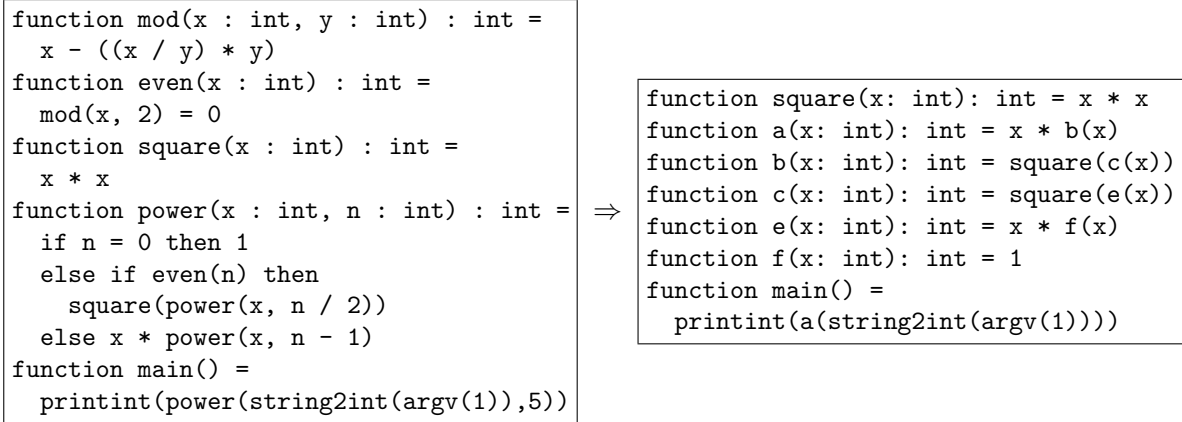 function mod(x : int, y : int) : int =
  x - ((x / y) * y)
function even(x : int) : int =
  mod(x, 2) = 0
function square(x : int) : int =
  x * x
function power(x : int, n : int) : int =
  if n = 0 then 1
  else if even(n) then
    square(power(x, n / 2))
  else x * power(x, n - 1)
function main() =
  printint(power(string2int(argv(1)),5))
⇒
function square(x: int): int = x * x
function a(x: int): int = x * b(x)
function b(x: int): int = square(c(x))
function c(x: int): int = square(e(x))
function e(x: int): int = x * f(x)
function f(x: int): int = 1
function main() =
  printint(a(string2int(argv(1))))